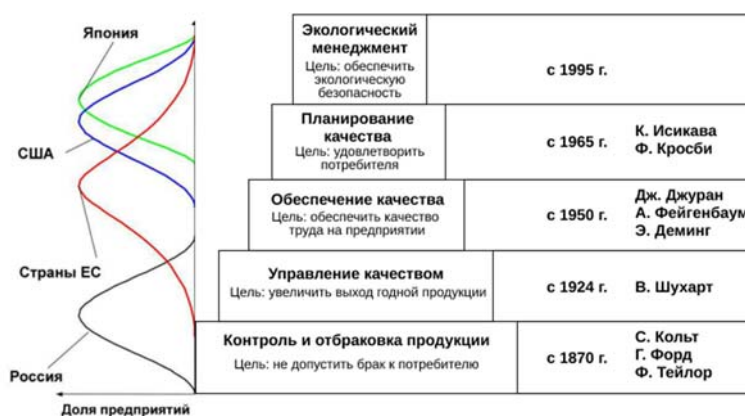 Япония
США
Страны ЕС
Россия
Доля предприятий
Экологический
менеджмент
Цель: обеспечить
экологическую
безопасность
с 1995 г.
Планирование
качества
Цель: удовлетворить
потребителя
с 1965 г.
К. Исикава
Ф. Кросби
Обеспечение качества
Цель: обеспечить качество
труда на предприятии
с 1950 г.
Дж. Джуран
А. Фейгенбаум
Э. Деминг
Управление качеством
Цель: увеличить выход годной продукции
с 1924 г.
В. Шухарт
Контроль и отбраковка продукции
Цель: не допустить брак к потребителю
с 1870 г.
С. Кольт
Г. Форд
Ф. Тейлор